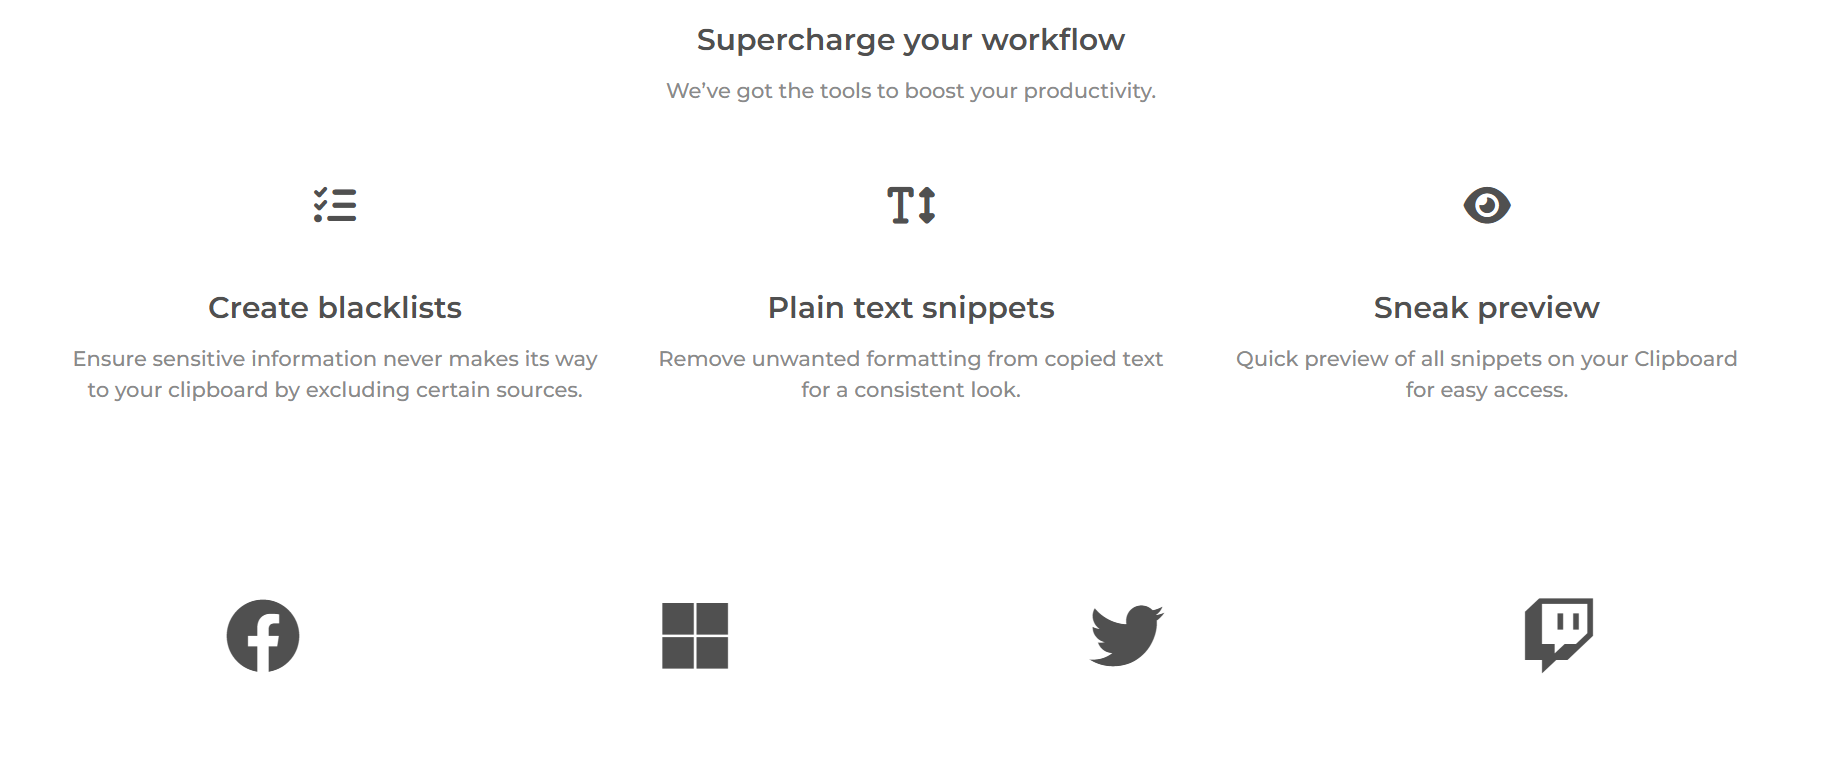 Supercharge your workflow
We’ve got the tools to boost your productivity.
Create blacklists
Ensure sensitive information never makes its way
to your clipboard by excluding certain sources.
Plain text snippets
Remove unwanted formatting from copied text
for a consistent look.
Sneak preview
Quick preview of all snippets on your Clipboard
for easy access.